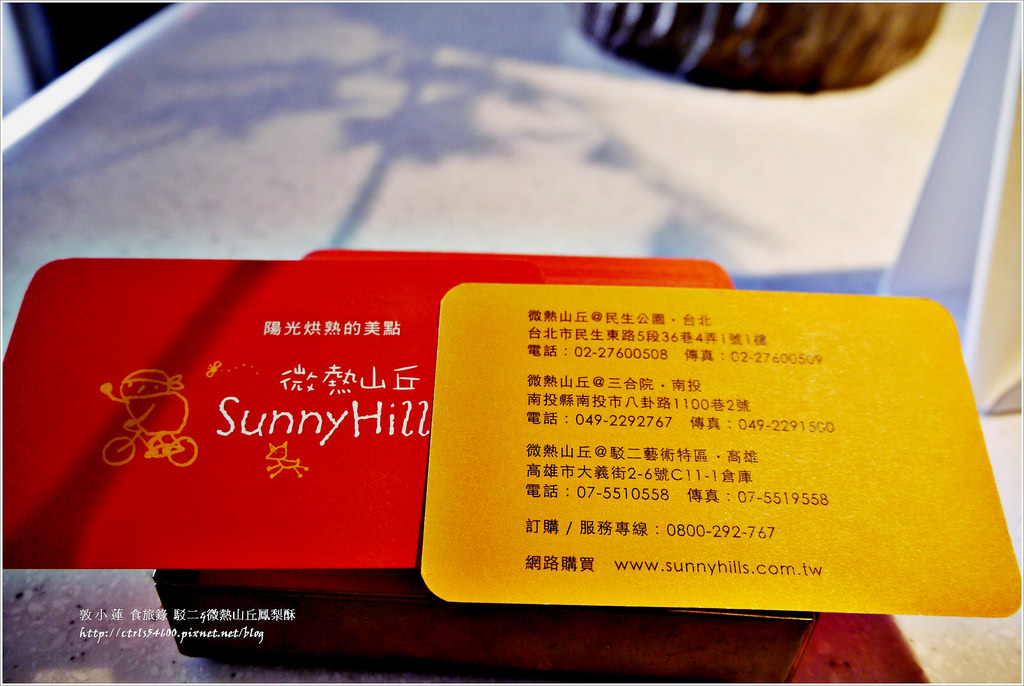 陽光烘熟的美點
微熱山丘
SunnyHill
微熱山丘@民生公園・台北
台北市民生東路5段36巷4弄1號1樓
電話：02-27600508 傳真：02-27600509
微熱山丘@三合院・南投
南投縣南投市八卦路1100巷2號
電話：049-2292767 傳真：049-2291500
微熱山丘@駁二藝術特區・高雄
高雄市大義街2-6號C11-1倉庫
電話：07-5510558 傳真：07-5519558
訂購 / 服務專線：0800-292-767
網路購買 www.sunnyhills.com.tw
敦小蓮 食旅錄 駁二&微熱山丘鳳梨酥
http://ctrls54600.pixnet.net/blog